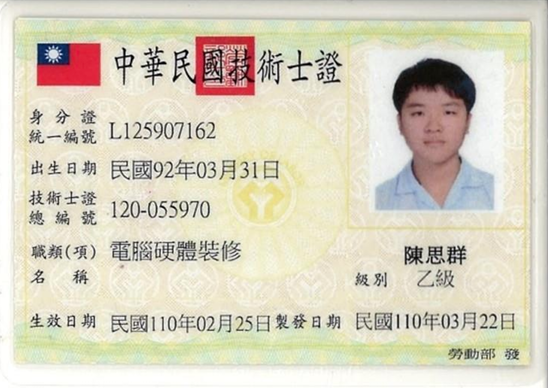 中華民國技術士證
身分證
統一編號 L125907162
出生日期 民國92年03月31日
技術士證
總編號 120-055970
職類(項) 電腦硬體裝修
名稱
陳思群
級別 乙級
生效日期 民國110年02月25日 製發日期 民國110年03月22日
勞動部 發